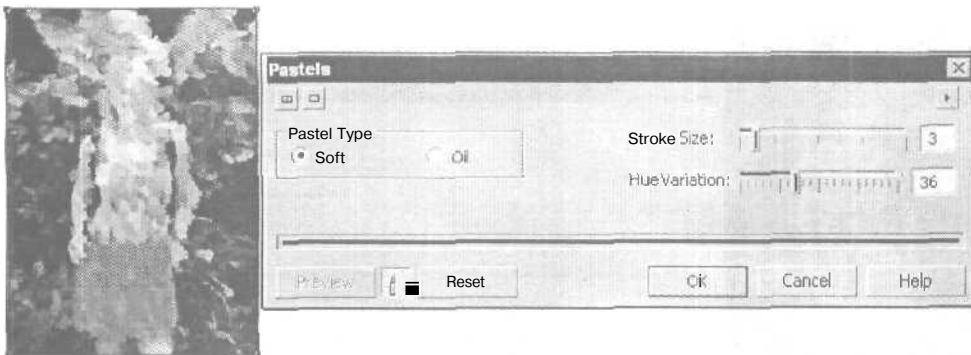 Pastels
Pastel Type
Soft
Oil
Stroke Size:
3
Hue Variation:
36
Preview
Reset
OK
Cancel
Help